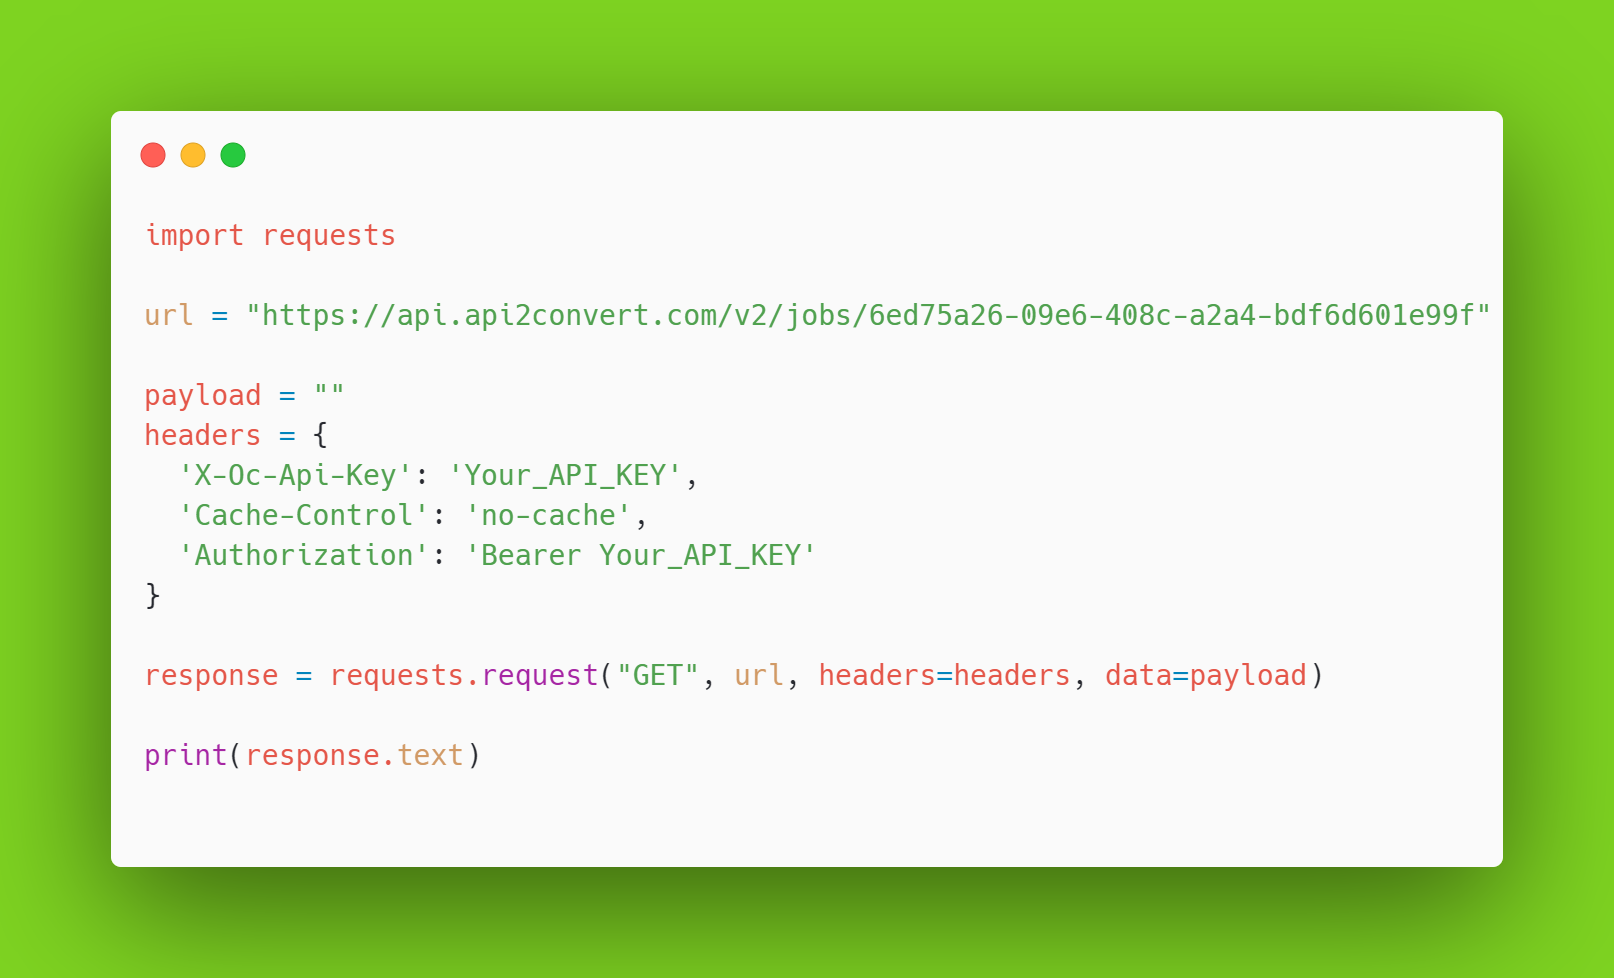 import requests
url = "https://api.api2convert.com/v2/jobs/6ed75a26-09e6-408c-a2a4-bdf6d601e99f"
payload = ""
headers = {
  'X-Oc-Api-Key': 'Your_API_KEY',
  'Cache-Control': 'no-cache',
  'Authorization': 'Bearer Your_API_KEY'
}
response = requests.request("GET", url, headers=headers, data=payload)
print(response.text)